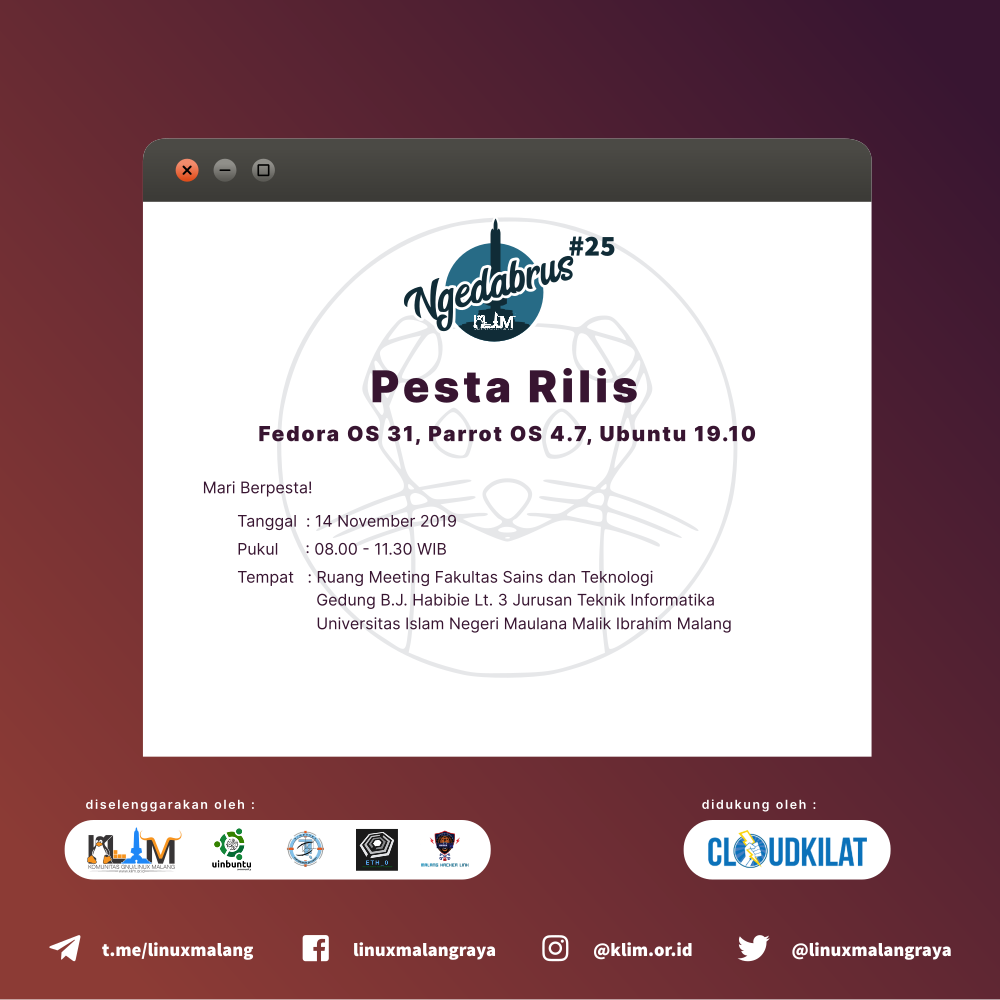 #25
Ngedabrus
KLIM
Pesta Rilis
Fedora OS 31, Parrot OS 4.7, Ubuntu 19.10
Mari Berpesta!
Tanggal : 14 November 2019
Pukul : 08.00 - 11.30 WIB
Tempat : Ruang Meeting Fakultas Sains dan Teknologi
Gedung B.J. Habibie Lt. 3 Jurusan Teknik Informatika
Universitas Islam Negeri Maulana Malik Ibrahim Malang
diselenggarakan oleh :
didukung oleh :
KLIM
KOMUNITAS GNU/LINUX MALANG
uinbuntu
ETH_0
MALANG HACKER LINK
CLOUDKILAT
t.me/linuxmalang
linuxmalangraya
@klim.or.id
@linuxmalangraya